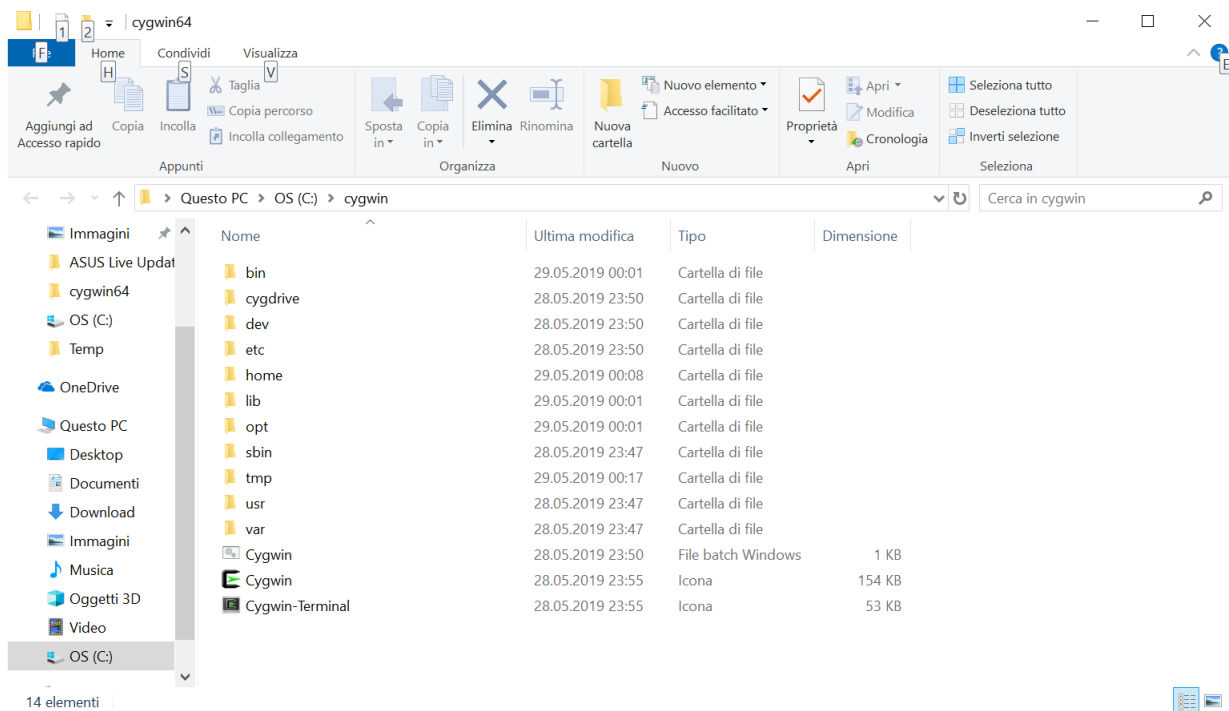 cygwin64
1
2
F
Home
Condividi
Visualizza
H
S
V
E
Aggiungi ad
Accesso rapido
Copia
Incolla
Taglia
Copia percorso
Incolla collegamento
Appunti
Sposta
in
Copia
in
Elimina
Rinomina
Organizza
Nuova
cartella
Nuovo elemento
Accesso facilitato
Nuovo
Proprietà
Apri
Modifica
Cronologia
Apri
Seleziona tutto
Deseleziona tutto
Inverti selezione
Seleziona
Questo PC > OS (C:) > cygwin
Cerca in cygwin
Immagini
ASUS Live Updat
cygwin64
OS (C:)
Temp
OneDrive
Questo PC
Desktop
Documenti
Download
Immagini
Musica
Oggetti 3D
Video
OS (C:)
Nome Ultima modifica Tipo Dimensione
bin 29.05.2019 00:01 Cartella di file
cygdrive 28.05.2019 23:50 Cartella di file
dev 28.05.2019 23:50 Cartella di file
etc 28.05.2019 23:50 Cartella di file
home 29.05.2019 00:08 Cartella di file
lib 29.05.2019 00:01 Cartella di file
opt 29.05.2019 00:01 Cartella di file
sbin 28.05.2019 23:47 Cartella di file
tmp 29.05.2019 00:17 Cartella di file
usr 28.05.2019 23:47 Cartella di file
var 28.05.2019 23:47 Cartella di file
Cygwin 28.05.2019 23:50 File batch Windows 1 KB
Cygwin 28.05.2019 23:55 Icona 154 KB
Cygwin-Terminal 28.05.2019 23:55 Icona 53 KB
14 elementi